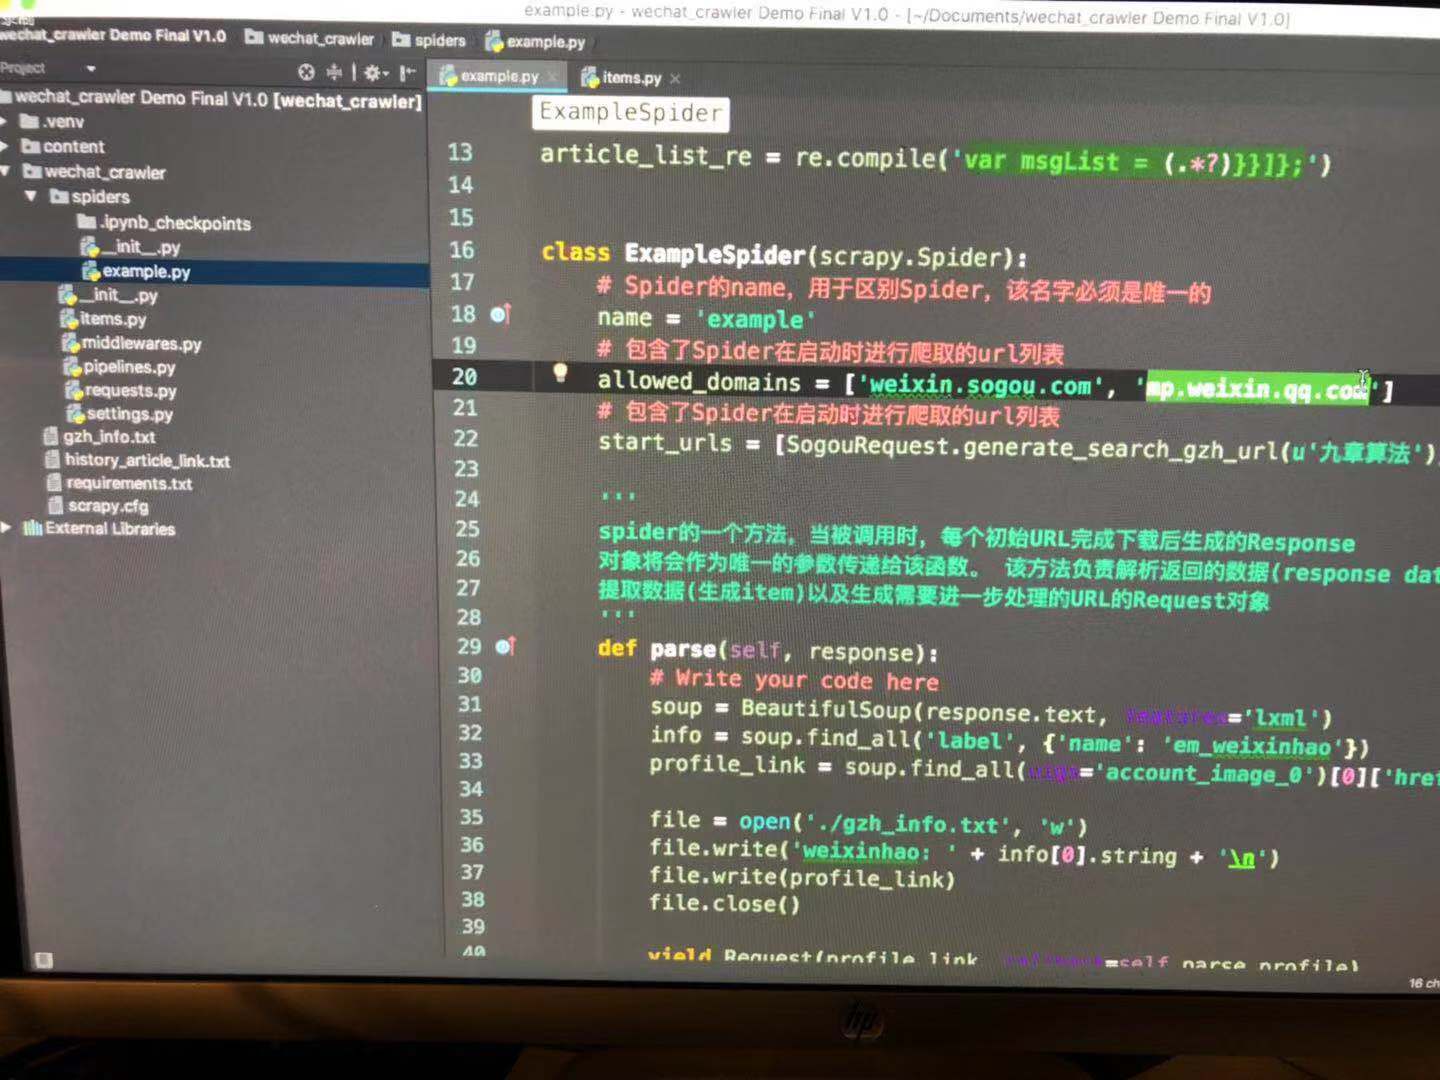 example.py - wechat_crawler Demo Final V1.0 - [~/Documents/wechat_crawler Demo Final V1.0]
wechat_crawler Demo Final V1.0 wechat_crawler spiders example.py
Project
example.py × items.py ×
wechat_crawler Demo Final V1.0 [wechat_crawler]
.venv
content
wechat_crawler
spiders
.ipynb_checkpoints
__init__.py
example.py
__init__.py
items.py
middlewares.py
pipelines.py
requests.py
settings.py
gzh_info.txt
history_article_link.txt
requirements.txt
scrapy.cfg
External Libraries
ExampleSpider
13 article_list_re = re.compile('var msgList = (.*?)}}]};')
14
15
16 class ExampleSpider(scrapy.Spider):
17 # Spider的name，用于区别Spider，该名字必须是唯一的
18 name = 'example'
19 # 包含了Spider在启动时进行爬取的url列表
20 allowed_domains = ['weixin.sogou.com', 'mp.weixin.qq.com']
21 # 包含了Spider在启动时进行爬取的url列表
22 start_urls = [SogouRequest.generate_search_gzh_url(u'九章算法')
23
24 '''
25 spider的一个方法。当被调用时，每个初始URL完成下载后生成的Response
26 对象将会作为唯一的参数传递给该函数。 该方法负责解析返回的数据(response dat
27 提取数据(生成item)以及生成需要进一步处理的URL的Request对象
28 '''
29 def parse(self, response):
30 # Write your code here
31 soup = BeautifulSoup(response.text, features='lxml')
32 info = soup.find_all('label', {'name': 'em_weixinhao'})
33 profile_link = soup.find_all(uigs='account_image_0')[0]['href
34
35 file = open('./gzh_info.txt', 'w')
36 file.write('weixinhao: ' + info[0].string + '\n')
37 file.write(profile_link)
38 file.close()
39
40 yield Request(profile_link =self.parse_profile)
16 ch
hp